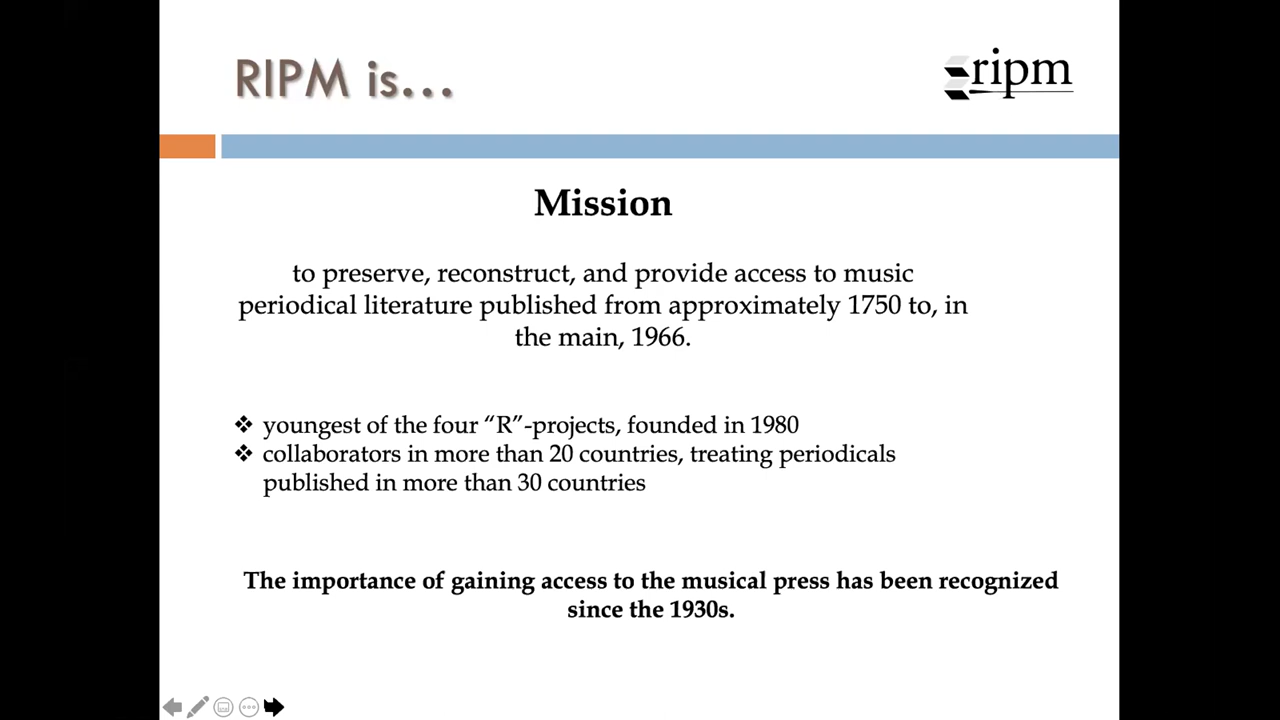 RIPM is...
ripm
Mission
to preserve, reconstruct, and provide access to music
periodical literature published from approximately 1750 to, in
the main, 1966.
❖ youngest of the four “R”-projects, founded in 1980
❖ collaborators in more than 20 countries, treating periodicals
published in more than 30 countries
The importance of gaining access to the musical press has been recognized
since the 1930s.